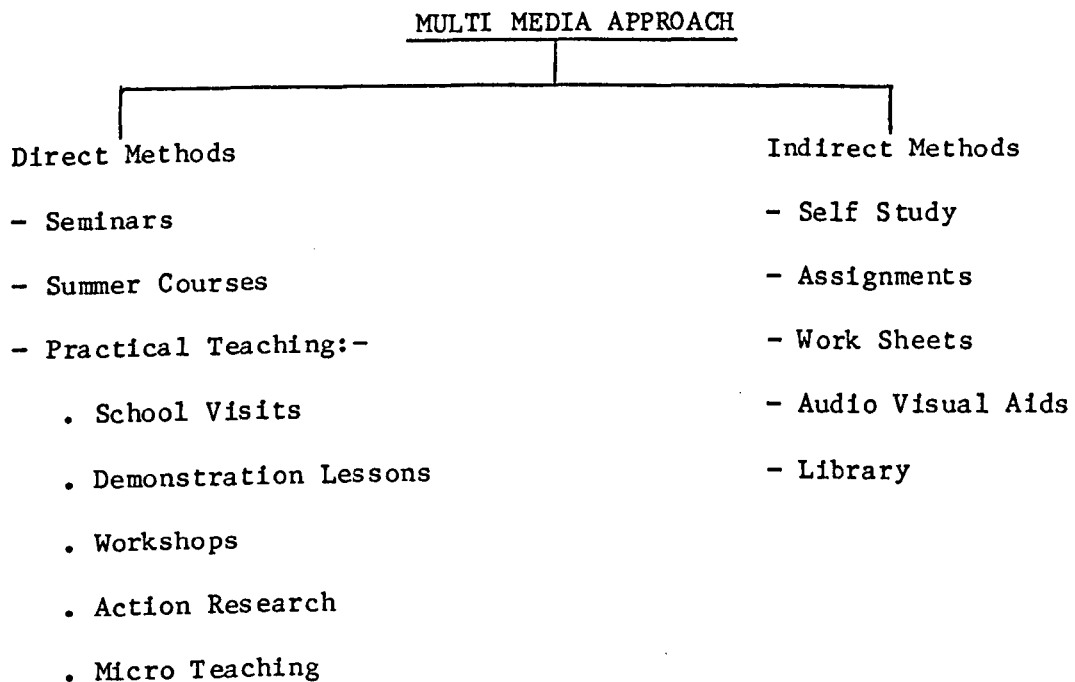 MULTI MEDIA APPROACH
Direct Methods
- Seminars
- Summer Courses
- Practical Teaching:-
. School Visits
. Demonstration Lessons
. Workshops
. Action Research
. Micro Teaching
Indirect Methods
- Self Study
- Assignments
- Work Sheets
- Audio Visual Aids
- Library